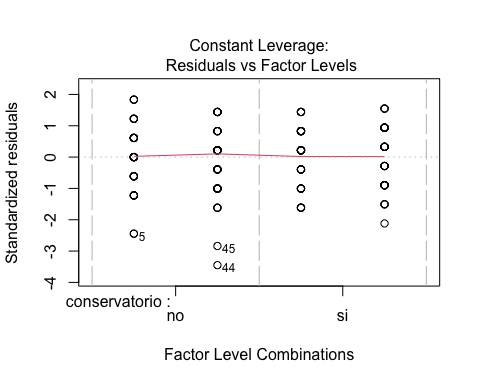 Constant Leverage:
Residuals vs Factor Levels
Standardized residuals
2
1
0
-1
-2
-3
-4
5
45
44
conservatorio :
no
si
Factor Level Combinations